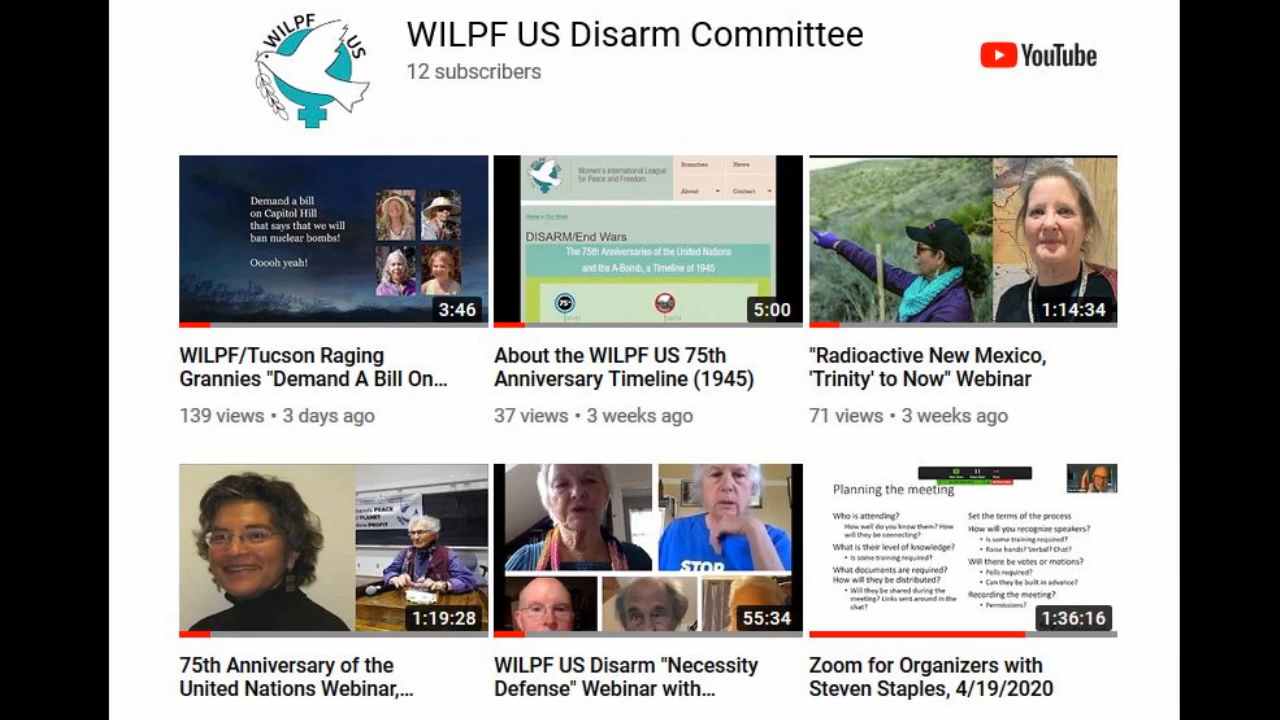 WILPF US
WILPF US Disarm Committee
12 subscribers
YouTube
Demand a bill
on Capitol Hill
that says that we will
ban nuclear bombs!
Ooooh yeah!
3:46
Women's International League
for Peace and Freedom
Branches
News
About
Contact
Home » Our Work
DISARM/End Wars
The 75th Anniversaries of the United Nations
and the A-Bomb, a Timeline of 1945
75
5:00
1:14:34
WILPF/Tucson Raging
Grannies "Demand A Bill On...
139 views • 3 days ago
About the WILPF US 75th
Anniversary Timeline (1945)
37 views • 3 weeks ago
"Radioactive New Mexico,
'Trinity' to Now" Webinar
71 views • 3 weeks ago
PEACE
PLANET
PROFIT
1:19:28
STOP
55:34
Planning the meeting
Who is attending?
How well do you know them? How
will they be connecting?
What is their level of knowledge?
• Is some training required?
What documents are required?
How will they be distributed?
• Will they be shared during the
meeting? Links sent around in the
chat?
Set the terms of the process
How will you recognize speakers?
• Is some training required?
• Raise hands? Verbal? Chat?
Will there be votes or motions?
• Polls required?
• Can they be built in advance?
Recording the meeting?
• Permissions?
1:36:16
75th Anniversary of the
United Nations Webinar,...
WILPF US Disarm "Necessity
Defense" Webinar with...
Zoom for Organizers with
Steven Staples, 4/19/2020